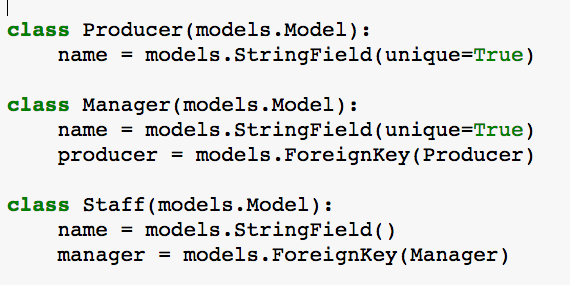 class Producer(models.Model):
    name = models.StringField(unique=True)
class Manager(models.Model):
    name = models.StringField(unique=True)
    producer = models.ForeignKey(Producer)
class Staff(models.Model):
    name = models.StringField()
    manager = models.ForeignKey(Manager)